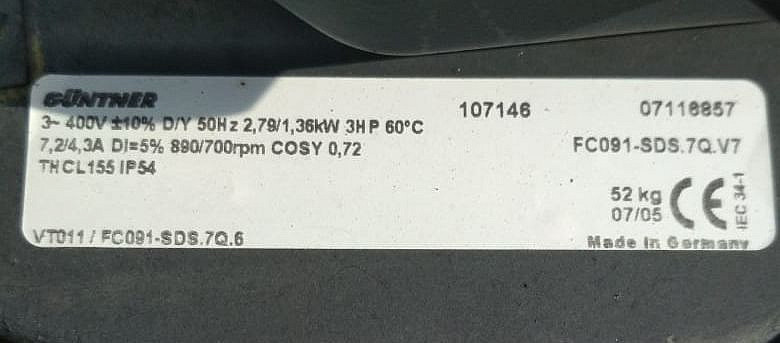 GÜNTNER
107146 07118857
3~ 400V ±10% D/Y 50Hz 2,79/1,36kW 3HP 60°C
7,2/4,3A DI=5% 890/700rpm COSY 0,72
FC091-SDS.7Q.V7
THCL155 IP54
52 kg
07/05
CE
IEC 34-1
VT011 / FC091-SDS.7Q.6
Made In Germany